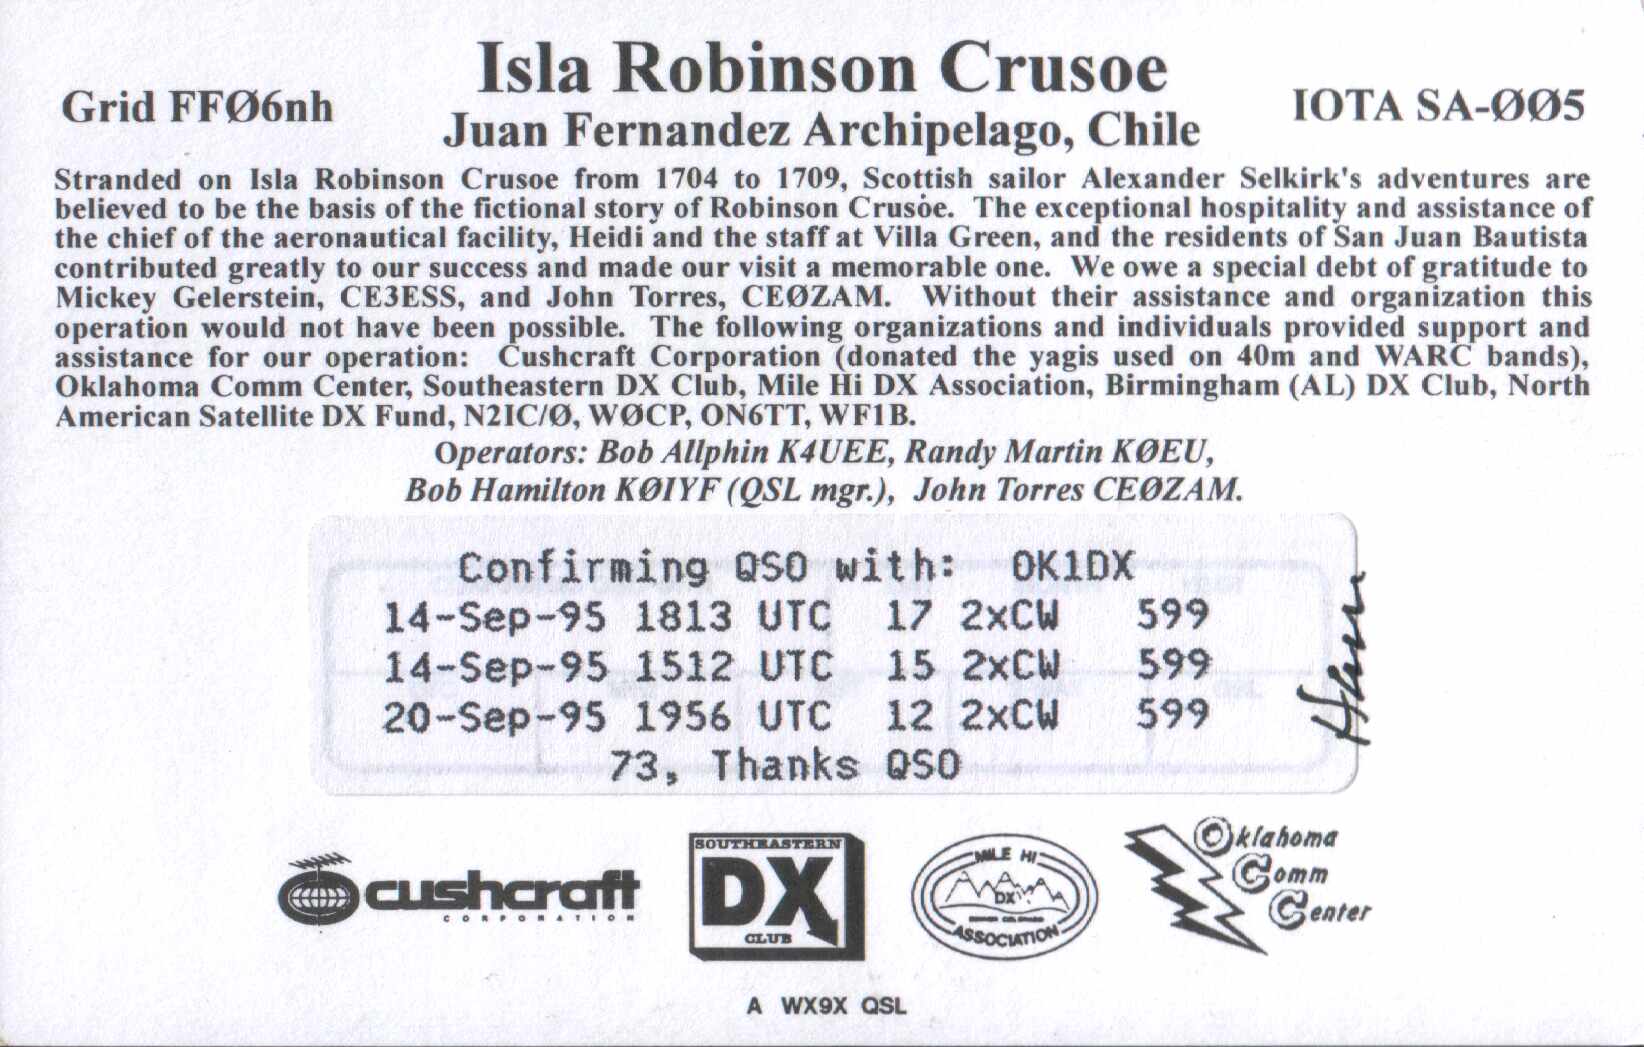 Isla Robinson Crusoe
Grid FFØ6nh
IOTA SA-ØØ5
Juan Fernandez Archipelago, Chile
Stranded on Isla Robinson Crusoe from 1704 to 1709, Scottish sailor Alexander Selkirk's adventures are
believed to be the basis of the fictional story of Robinson Crusoe. The exceptional hospitality and assistance of
the chief of the aeronautical facility, Heidi and the staff at Villa Green, and the residents of San Juan Bautista
contributed greatly to our success and made our visit a memorable one. We owe a special debt of gratitude to
Mickey Gelerstein, CE3ESS, and John Torres, CEØZAM. Without their assistance and organization this
operation would not have been possible. The following organizations and individuals provided support and
assistance for our operation: Cushcraft Corporation (donated the yagis used on 40m and WARC bands),
Oklahoma Comm Center, Southeastern DX Club, Mile Hi DX Association, Birmingham (AL) DX Club, North
American Satellite DX Fund, N2IC/Ø, WØCP, ON6TT, WF1B.
Operators: Bob Allphin K4UEE, Randy Martin KØEU,
Bob Hamilton KØIYF (QSL mgr.), John Torres CEØZAM.
Confirming QSO with: OK1DX
14-Sep-95 1813 UTC 17 2xCW 599
14-Sep-95 1512 UTC 15 2xCW 599
20-Sep-95 1956 UTC 12 2xCW 599
73, Thanks QSO
cushcraft
CORPORATION
SOUTHEASTERN
DX
CLUB
MILE HI
DX
ASSOCIATION
Oklahoma
Comm
Center
A WX9X QSL